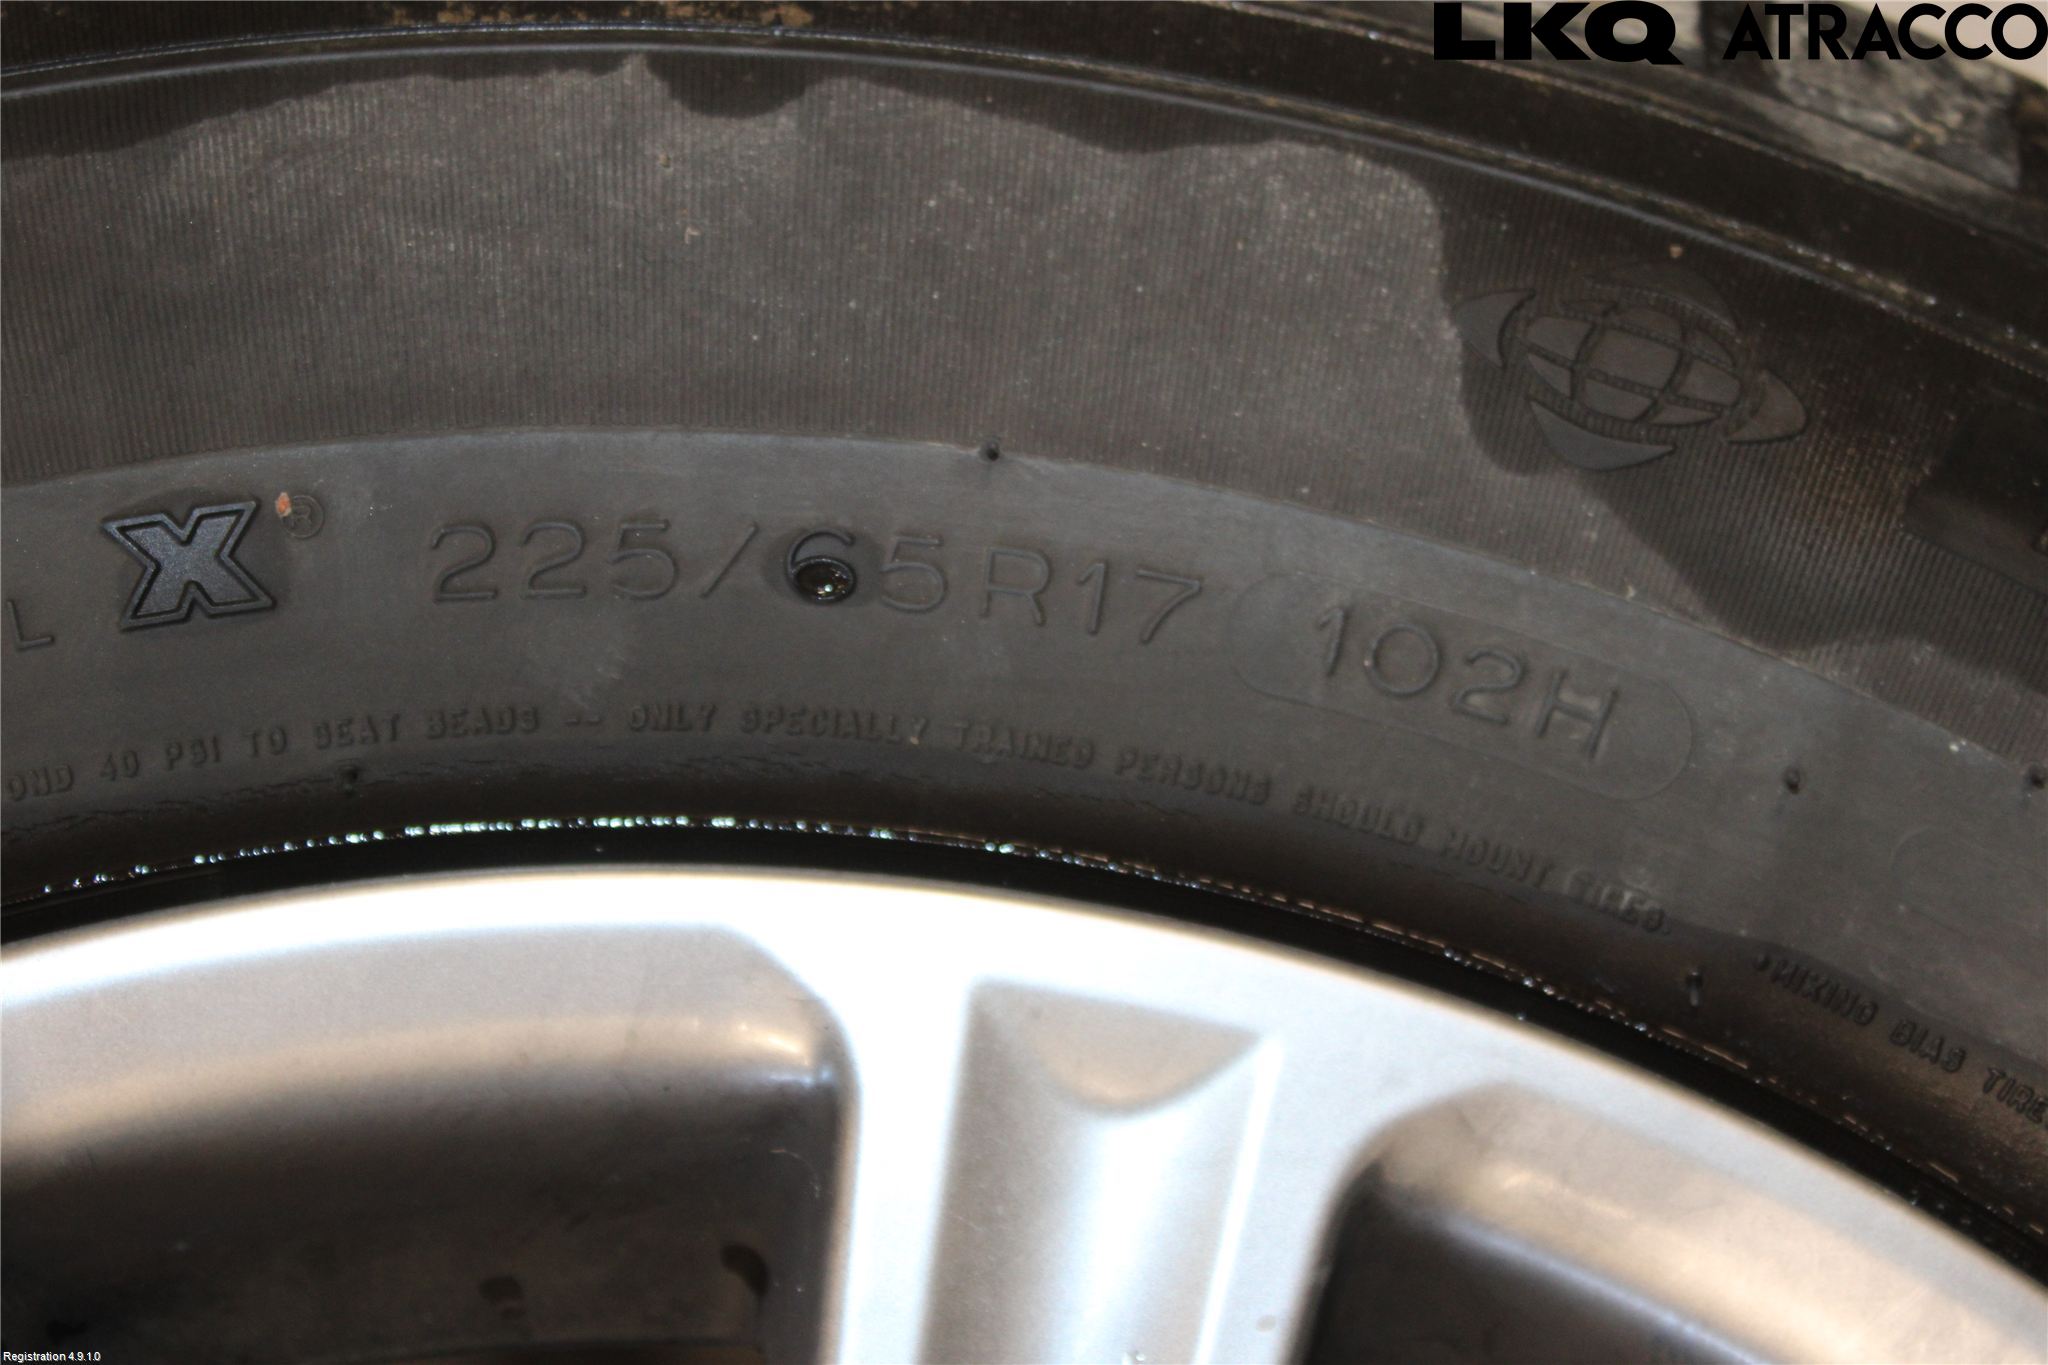 LKQ ATRACCO
L X® 225/65R17 102H
OND 40 PSI TO SEAT BEADS -- ONLY SPECIALLY TRAINED PERSONS SHOULD MOUNT TIRES.
MIXING BIAS TIRE
Registration 4.9.1.0